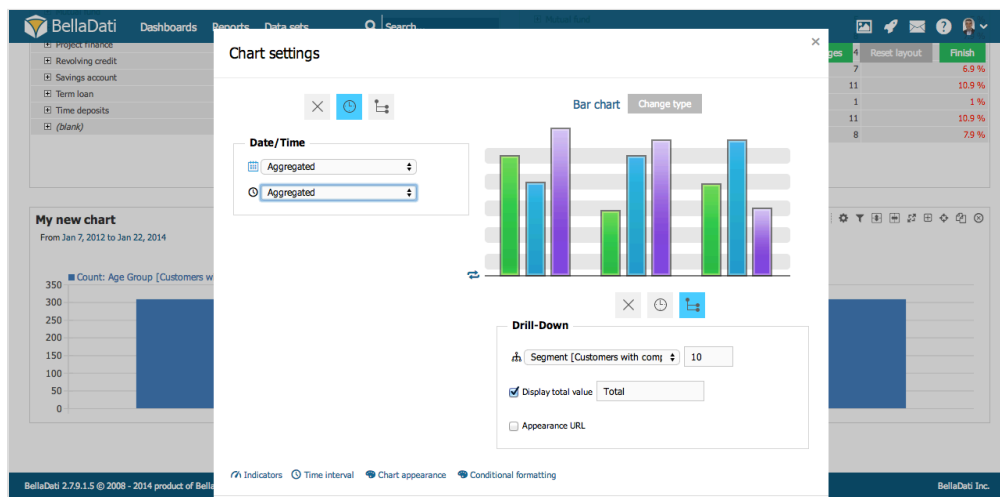 BellaDati Dashboards Reports Data sets Search
Project finance
Revolving credit
Savings account
Term loan
Time deposits
(blank)
4 Reset layout Finish
7 6.9 %
11 10.9 %
1 1 %
11 10.9 %
8 7.9 %
Chart settings
Bar chart Change type
Date/Time
Aggregated
Aggregated
Drill-Down
Segment [Customers with comp 10
Display total value Total
Appearance URL
Indicators Time interval Chart appearance Conditional formatting
My new chart
From Jan 7, 2012 to Jan 22, 2014
Count: Age Group [Customers w
350
300
250
200
150
100
50
0
BellaDati 2.7.9.1.5 © 2008 - 2014 product of Bella
BellaDati Inc.